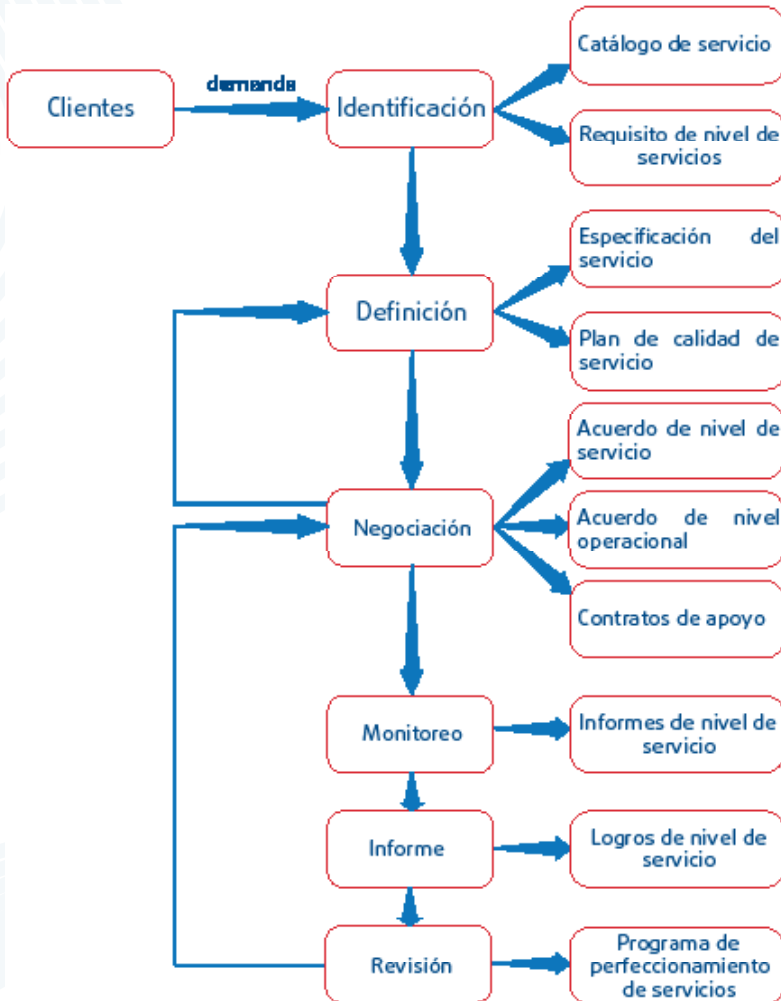 Catálogo de servicio
demanda
Clientes
Identificación
Requisito de nivel de
servicios
Especificación del
servicio
Definición
Plan de calidad de
servicio
Acuerdo de nivel de
servicio
Negociación
Acuerdo de nivel
operacional
Contratos de apoyo
Monitoreo
Informes de nivel de
servicio
Informe
Logros de nivel de
servicio
Revisión
Programa de
perfeccionamiento
de servicios